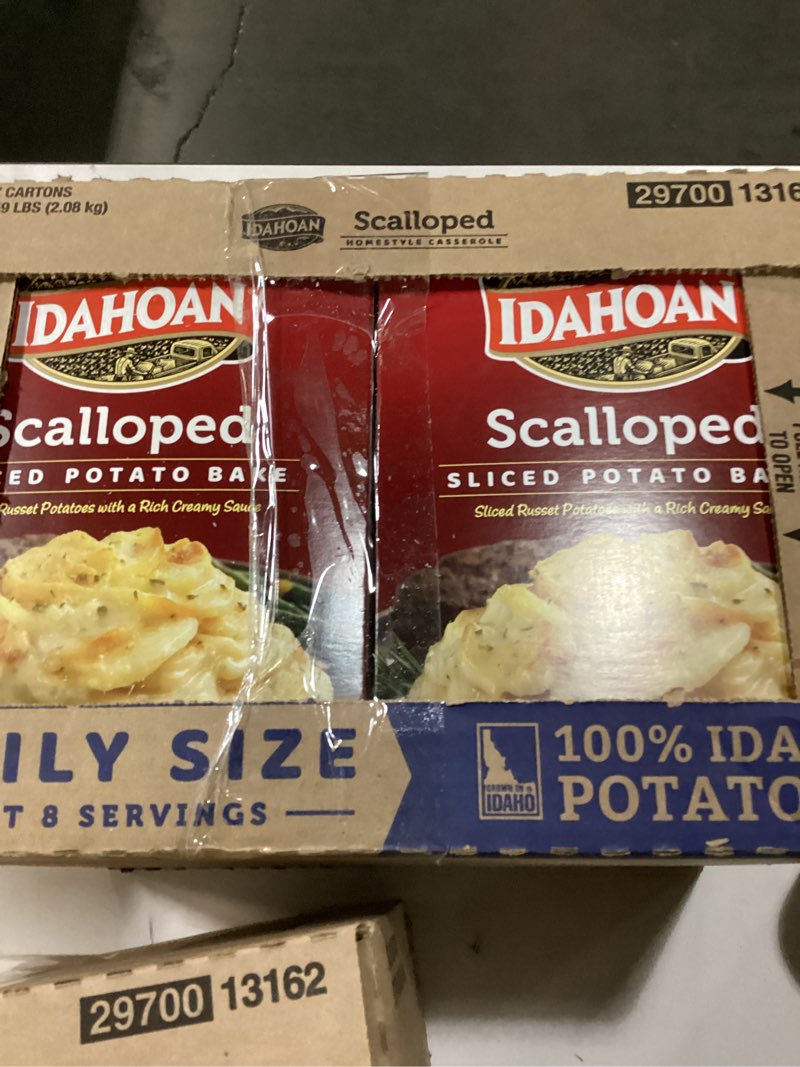 CARTONS
9 LBS (2.08 kg)
IDAHOAN
Scalloped
HOMESTYLE CASSEROLE
29700 1316
IDAHOAN
Scalloped
ED POTATO BAKE
Russet Potatoes with a Rich Creamy Sauce
IDAHOAN
Scalloped
SLICED POTATO BA
Sliced Russet Potatoes with a Rich Creamy Sa
TO OPEN
ILY SIZE
T 8 SERVINGS
GROWN IN
IDAHO
100% IDA
POTATO
29700 13162